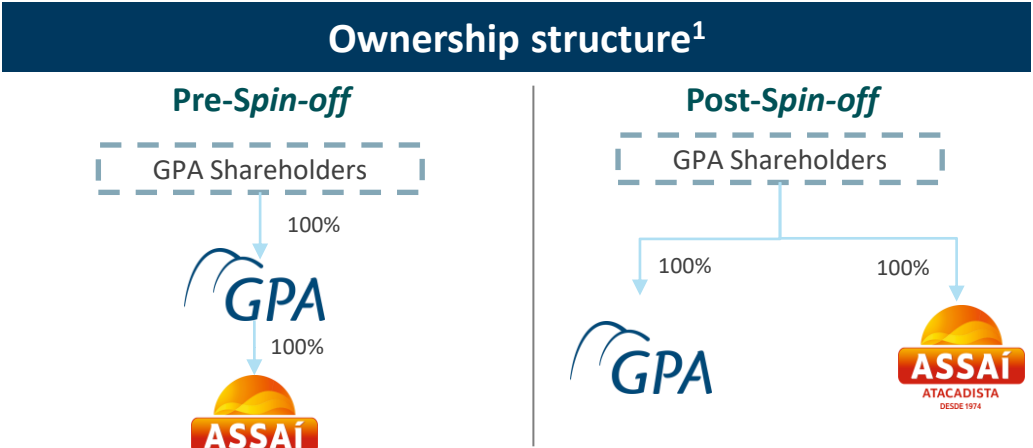 Ownership structure1
Pre-Spin-off
GPA Shareholders
100%
GPA
100%
ASSAÍ
Post-Spin-off
GPA Shareholders
100%
100%
GPA
ASSAÍ
ATACADISTA
DESDE 1974